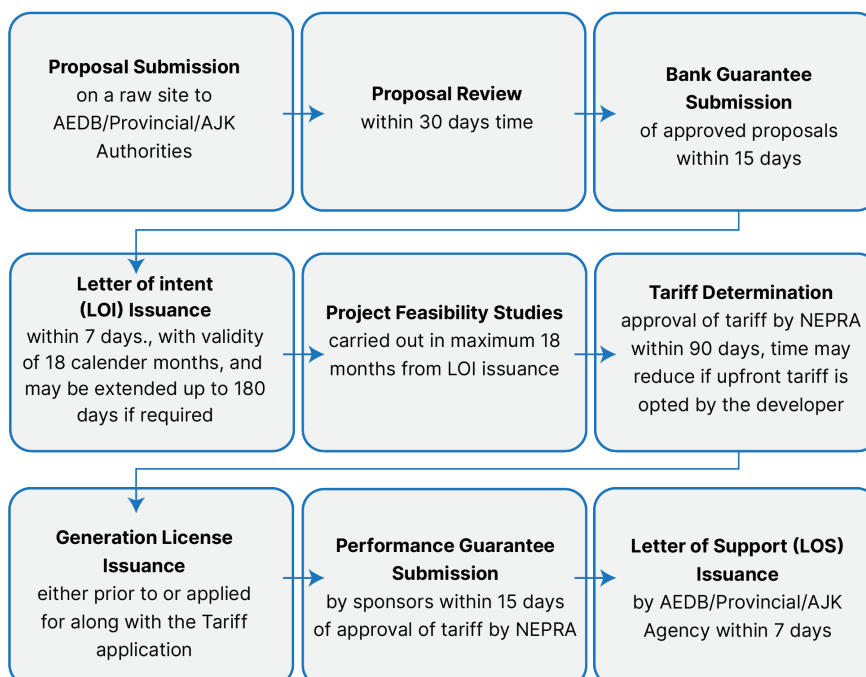 Proposal Submission
on a raw site to
AEDB/Provincial/AJK
Authorities
Proposal Review
within 30 days time
Bank Guarantee
Submission
of approved proposals
within 15 days
Letter of intent
(LOI) Issuance
within 7 days., with validity
of 18 calender months, and
may be extended up to 180
days if required
Project Feasibility Studies
carried out in maximum 18
months from LOI issuance
Tariff Determination
approval of tariff by NEPRA
within 90 days, time may
reduce if upfront tariff is
opted by the developer
Generation License
Issuance
either prior to or applied
for along with the Tariff
application
Performance Guarantee
Submission
by sponsors within 15 days
of approval of tariff by NEPRA
Letter of Support (LOS)
Issuance
by AEDB/Provincial/AJK
Agency within 7 days